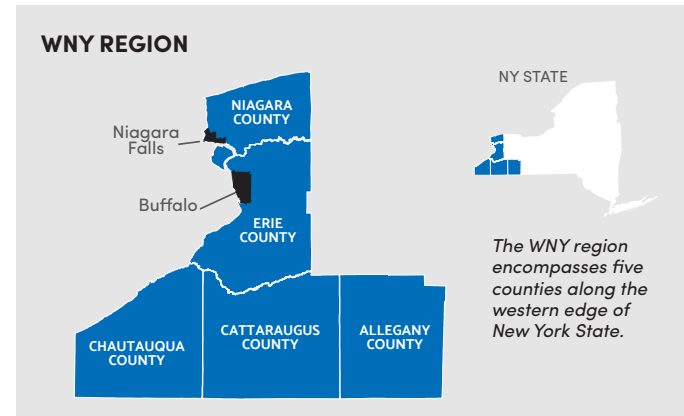 WNY REGION
NY STATE
NIAGARA
COUNTY
Niagara
Falls
Buffalo
ERIE
COUNTY
The WNY region
encompasses five
counties along the
western edge of
New York State.
CHAUTAUQUA
COUNTY
CATTARAUGUS
COUNTY
ALLEGANY
COUNTY